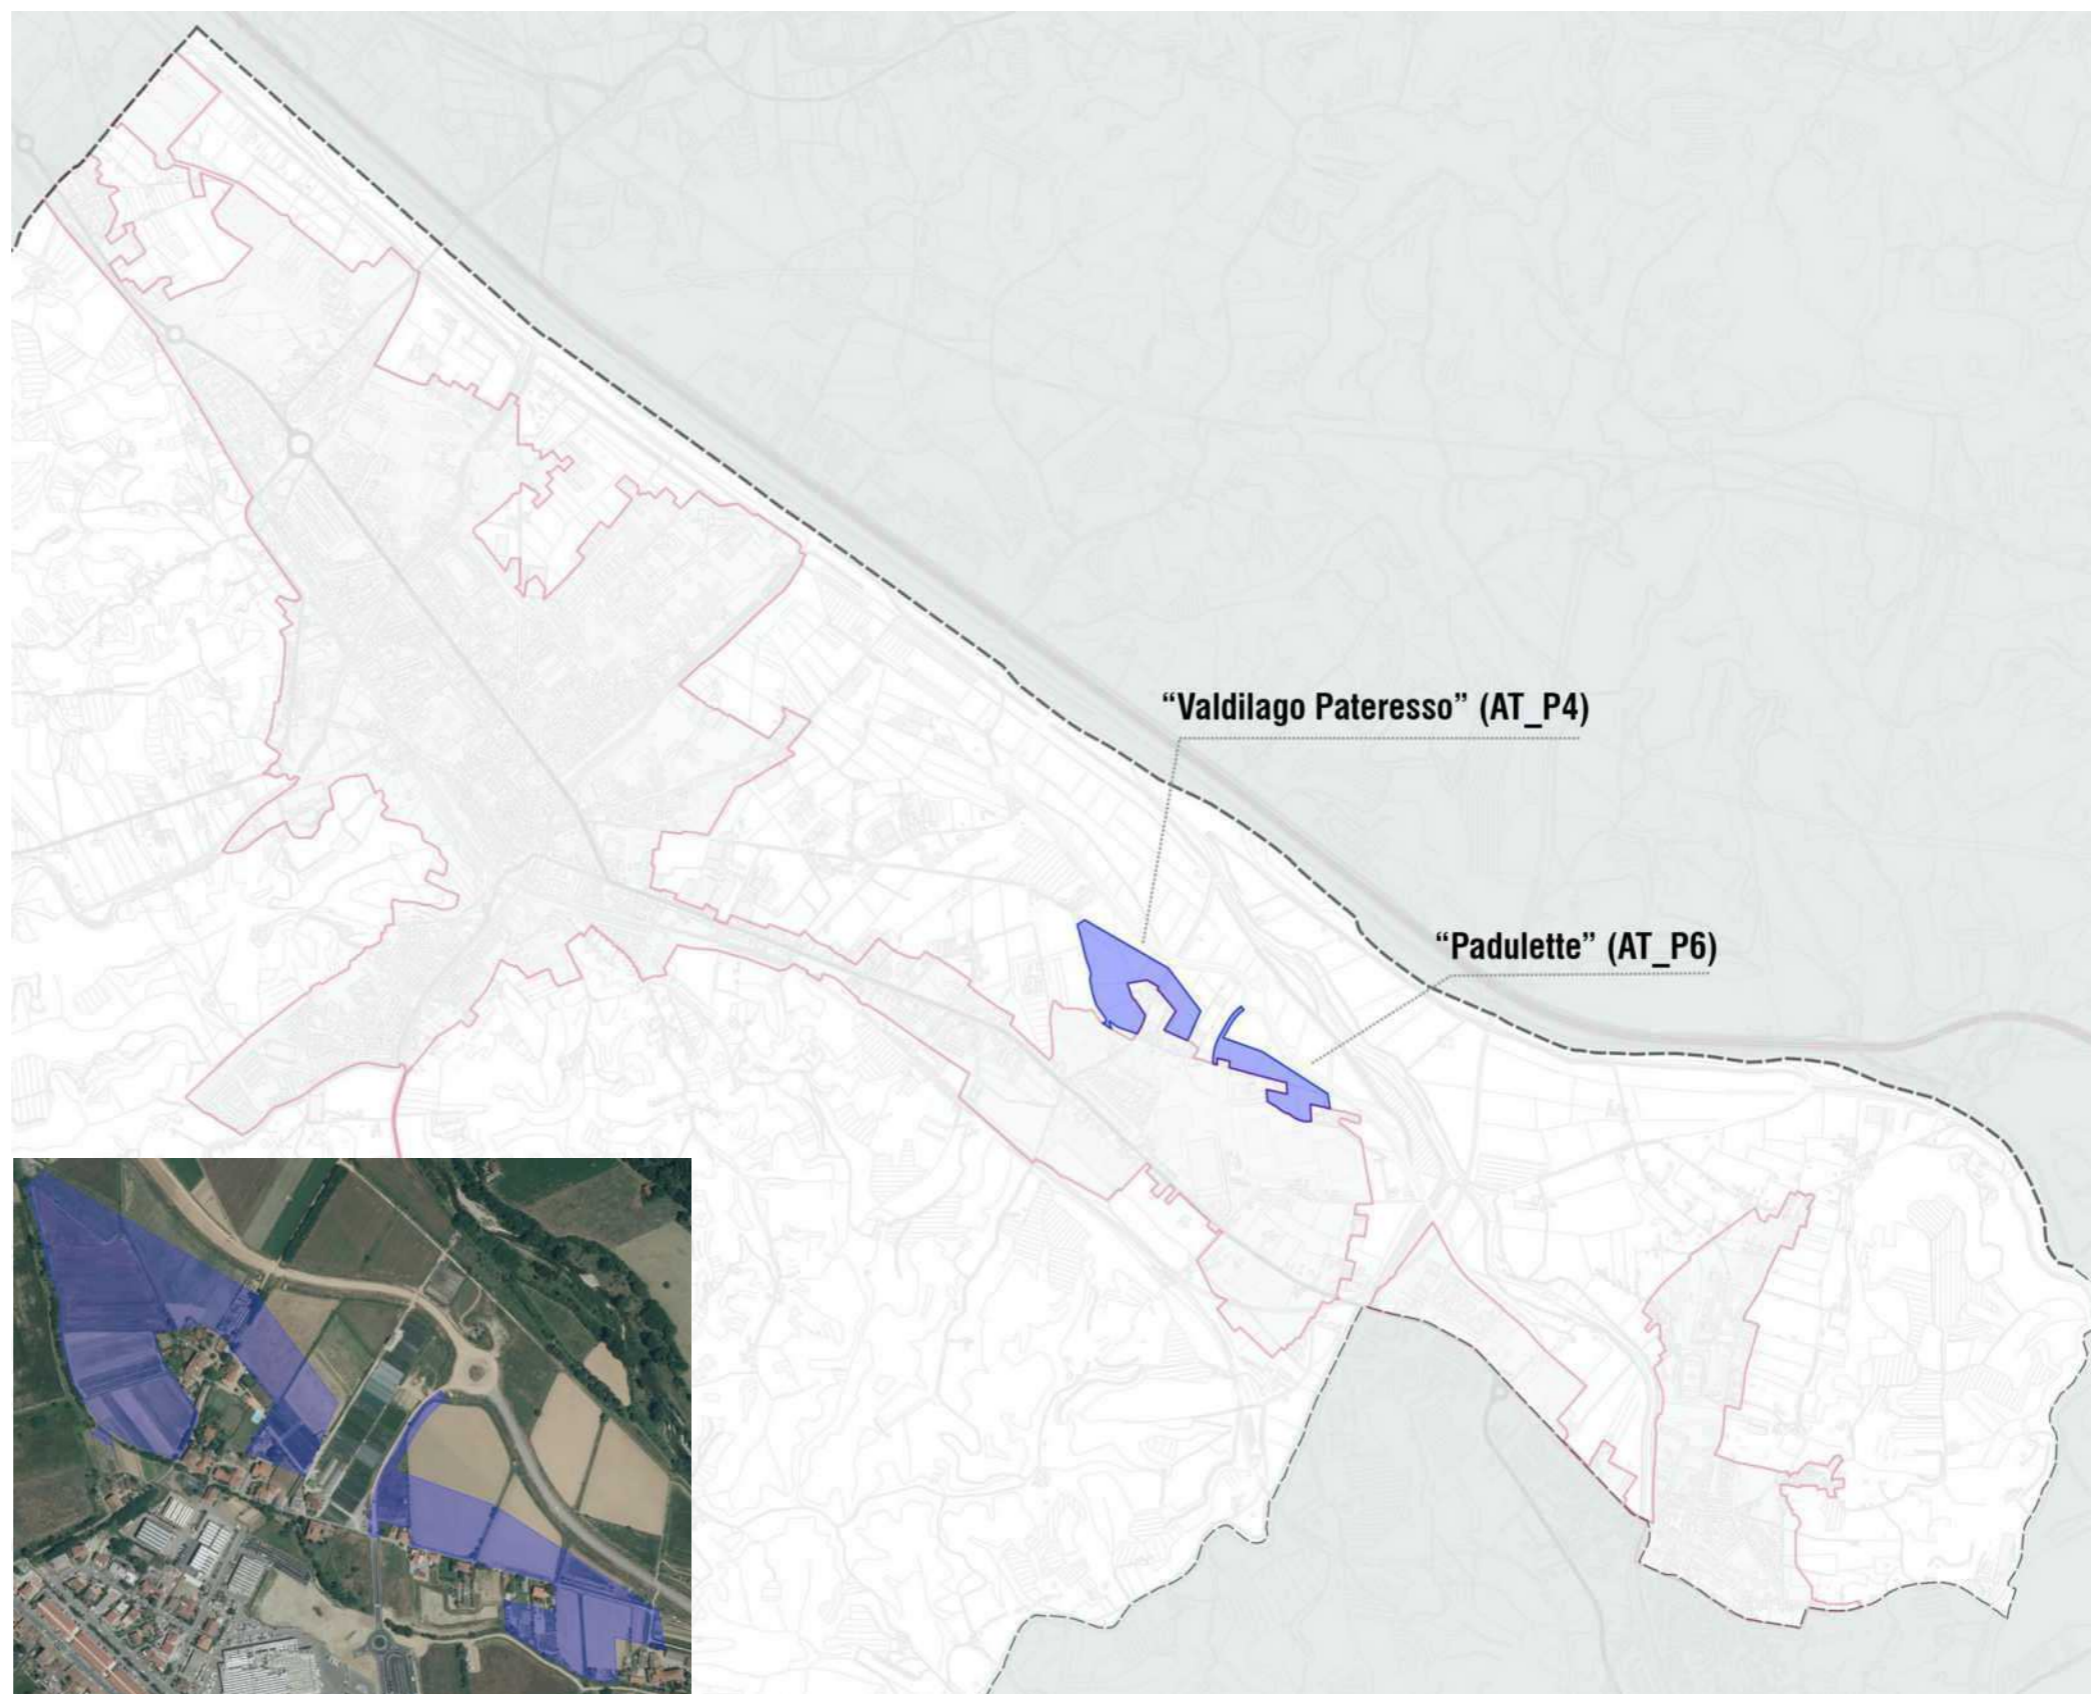 “Valdilago Pateresso” (AT_P4)
“Padulette” (AT_P6)